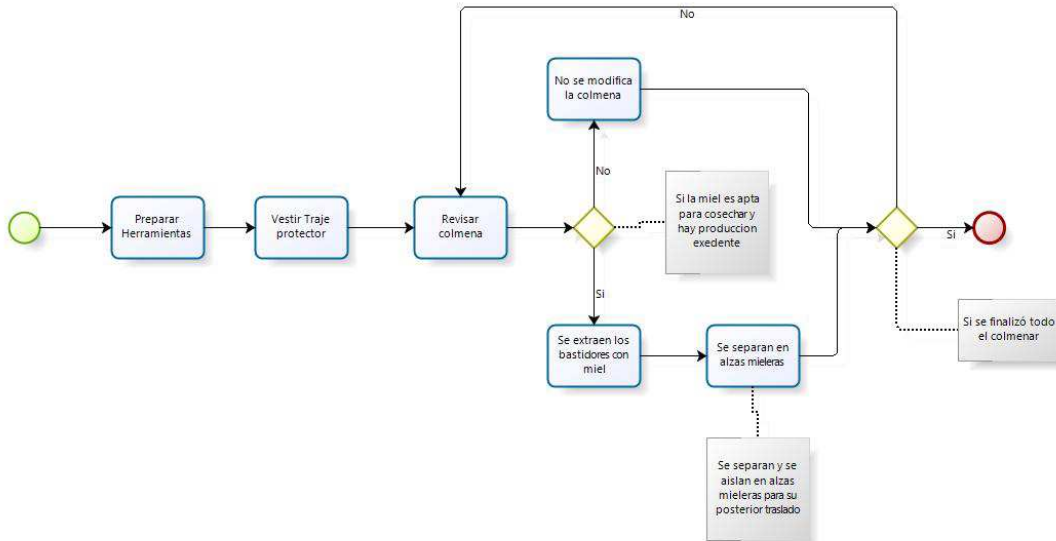 No
No se modifica
la colmena
No
Si la miel es apta
para cosechar y
hay produccion
exedente
Preparar
Herramientas
Vestir Traje
protector
Revisar
colmena
Si
Si
Se extraen los
bastidores con
miel
Se separan en
alzas mieleras
Si se finalizó todo
el colmenar
Se separan y se
aislan en alzas
mieleras para su
posterior traslado